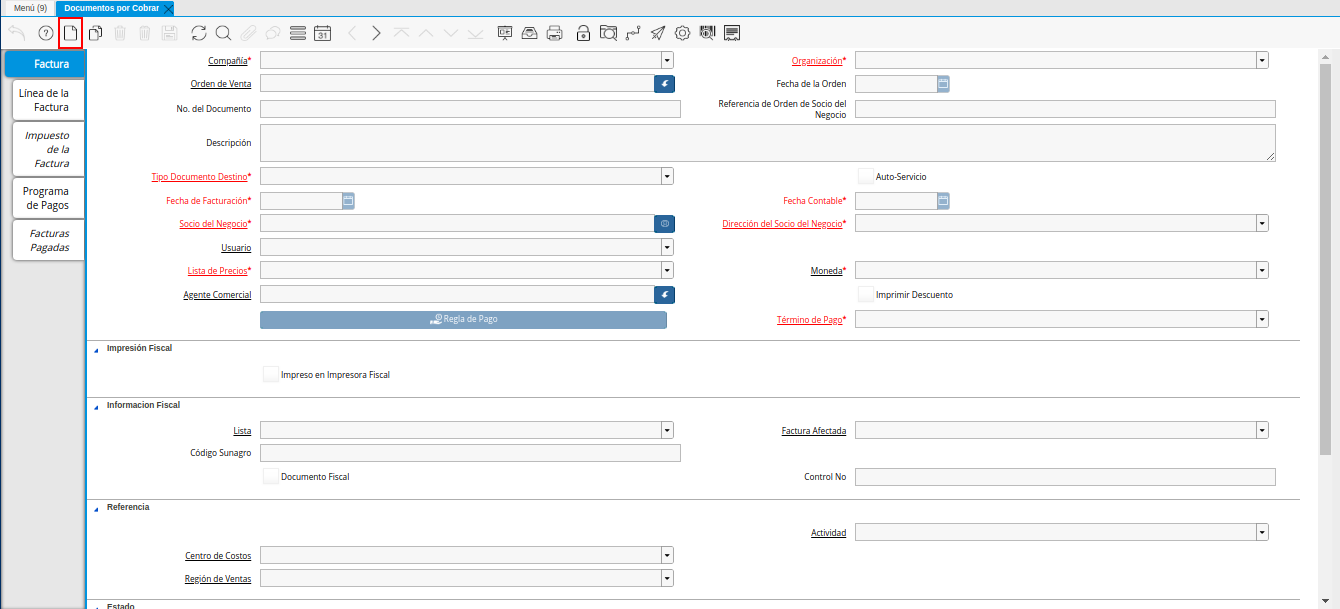 Menú (9)
Documentos por Cobrar
31
Factura
Línea de la
Factura
Impuesto
de la
Factura
Programa
de Pagos
Facturas
Pagadas
Compañía*
Organización*
Orden de Venta
Fecha de la Orden
No. del Documento
Referencia de Orden de Socio del
Negocio
Descripción
Tipo Documento Destino*
Auto-Servicio
Fecha de Facturación*
Fecha Contable*
Socio del Negocio*
Dirección del Socio del Negocio*
Usuario
Lista de Precios*
Moneda*
Agente Comercial
Imprimir Descuento
Regla de Pago
Término de Pago*
Impresión Fiscal
Impreso en Impresora Fiscal
Informacion Fiscal
Lista
Factura Afectada
Código Sunagro
Documento Fiscal
Control No
Referencia
Actividad
Centro de Costos
Región de Ventas
Estado